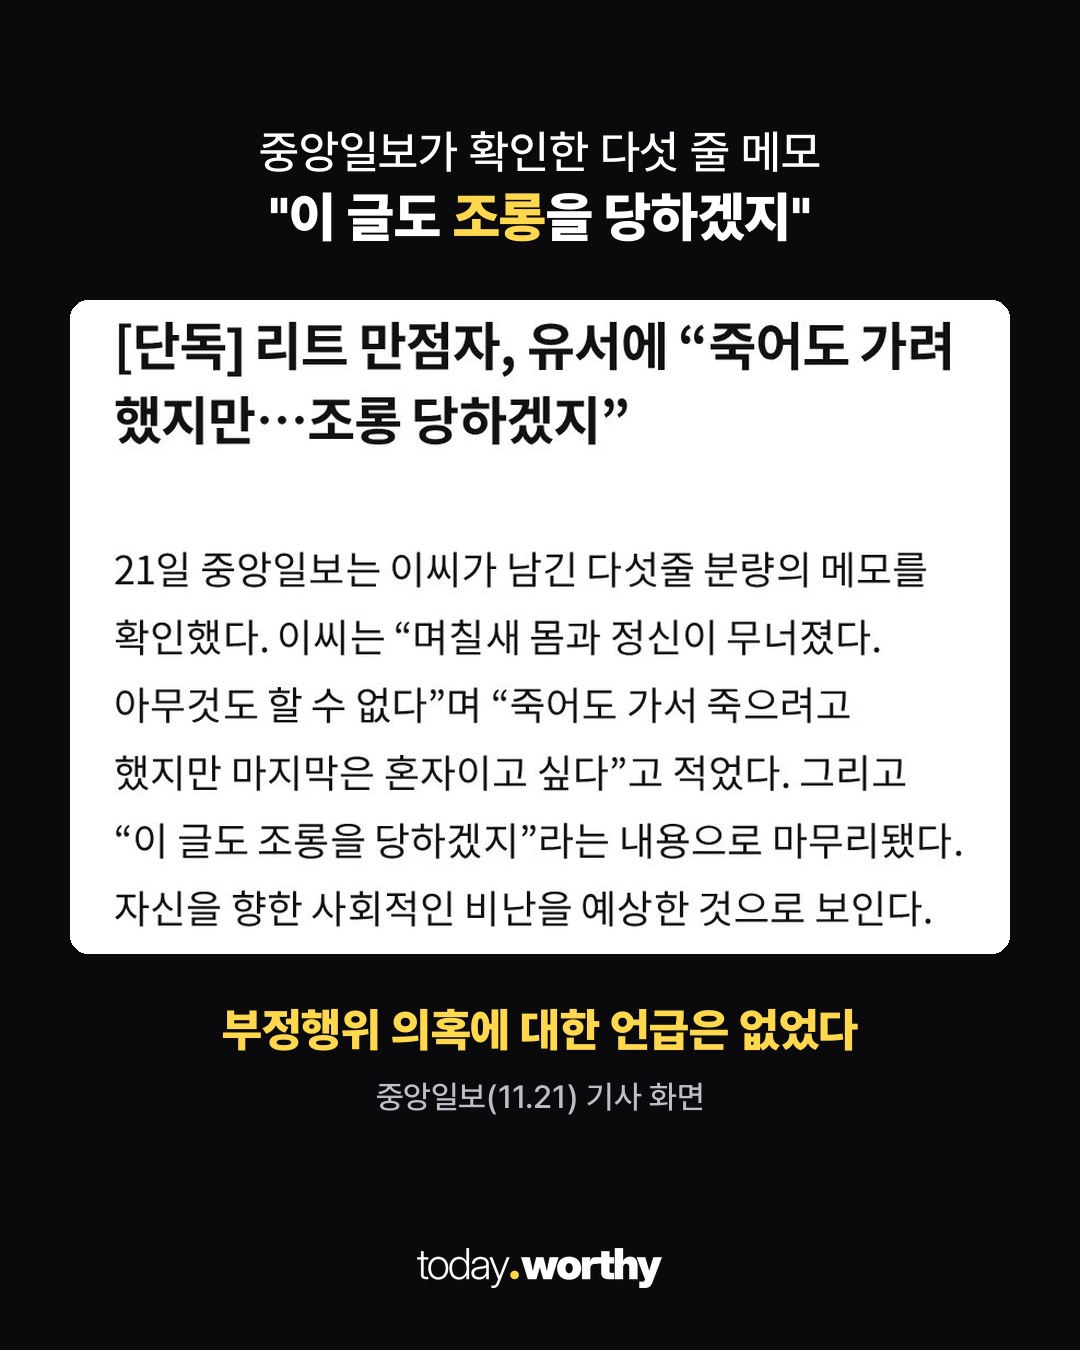 중앙일보가 확인한 다섯 줄 메모
"이 글도 조롱을 당하겠지"
[단독] 리트 만점자, 유서에 “죽어도 가려
했지만…조롱 당하겠지”
21일 중앙일보는 이씨가 남긴 다섯줄 분량의 메모를
확인했다. 이씨는 “며칠새 몸과 정신이 무너졌다.
아무것도 할 수 없다”며 “죽어도 가서 죽으려고
했지만 마지막은 혼자이고 싶다”고 적었다. 그리고
“이 글도 조롱을 당하겠지”라는 내용으로 마무리됐다.
자신을 향한 사회적인 비난을 예상한 것으로 보인다.
부정행위 의혹에 대한 언급은 없었다
중앙일보(11.21) 기사 화면
today.worthy